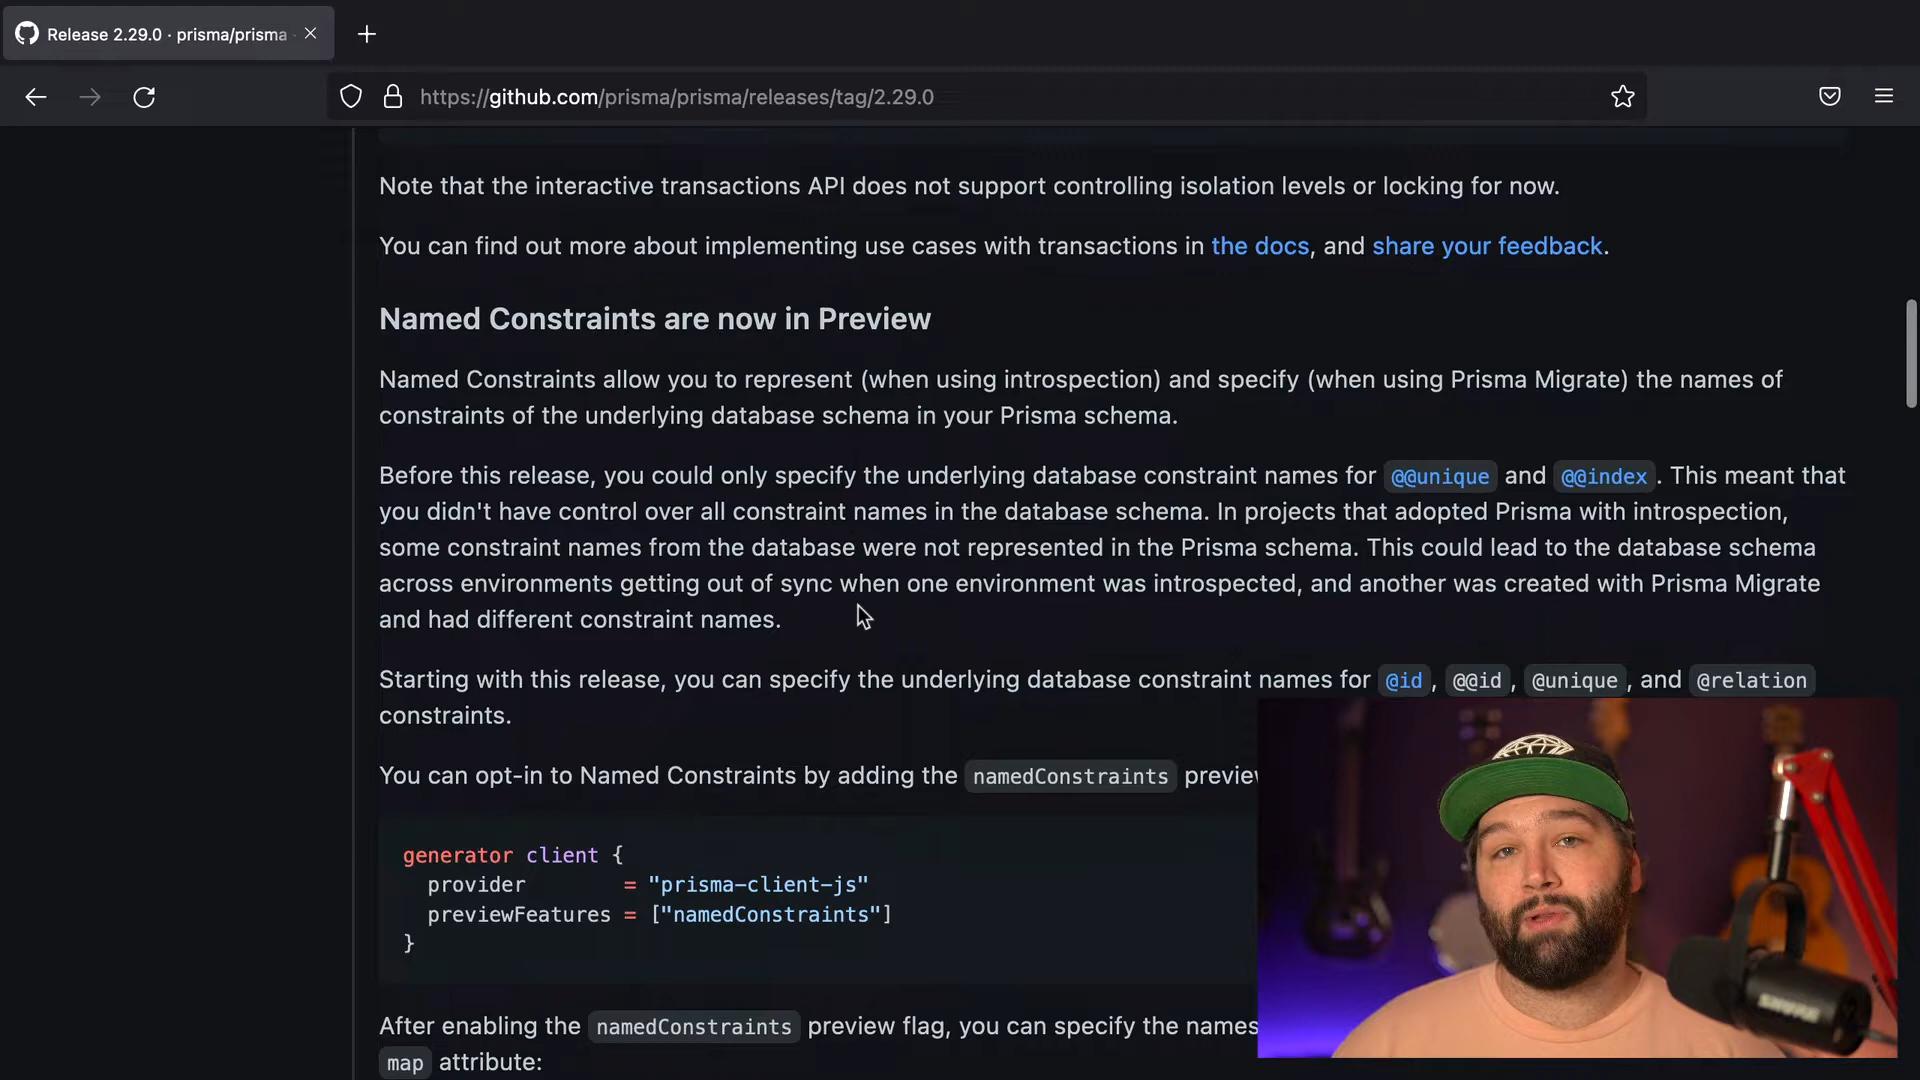 Release 2.29.0 · prisma/prisma
https://github.com/prisma/prisma/releases/tag/2.29.0
Note that the interactive transactions API does not support controlling isolation levels or locking for now.
You can find out more about implementing use cases with transactions in the docs, and share your feedback.
Named Constraints are now in Preview
Named Constraints allow you to represent (when using introspection) and specify (when using Prisma Migrate) the names of
constraints of the underlying database schema in your Prisma schema.
Before this release, you could only specify the underlying database constraint names for @@unique and @@index . This meant that
you didn't have control over all constraint names in the database schema. In projects that adopted Prisma with introspection,
some constraint names from the database were not represented in the Prisma schema. This could lead to the database schema
across environments getting out of sync when one environment was introspected, and another was created with Prisma Migrate
and had different constraint names.
Starting with this release, you can specify the underlying database constraint names for @id , @@id , @unique , and @relation
constraints.
You can opt-in to Named Constraints by adding the namedConstraints preview
generator client {
provider = "prisma-client-js"
previewFeatures = ["namedConstraints"]
}
After enabling the namedConstraints preview flag, you can specify the names
map attribute: